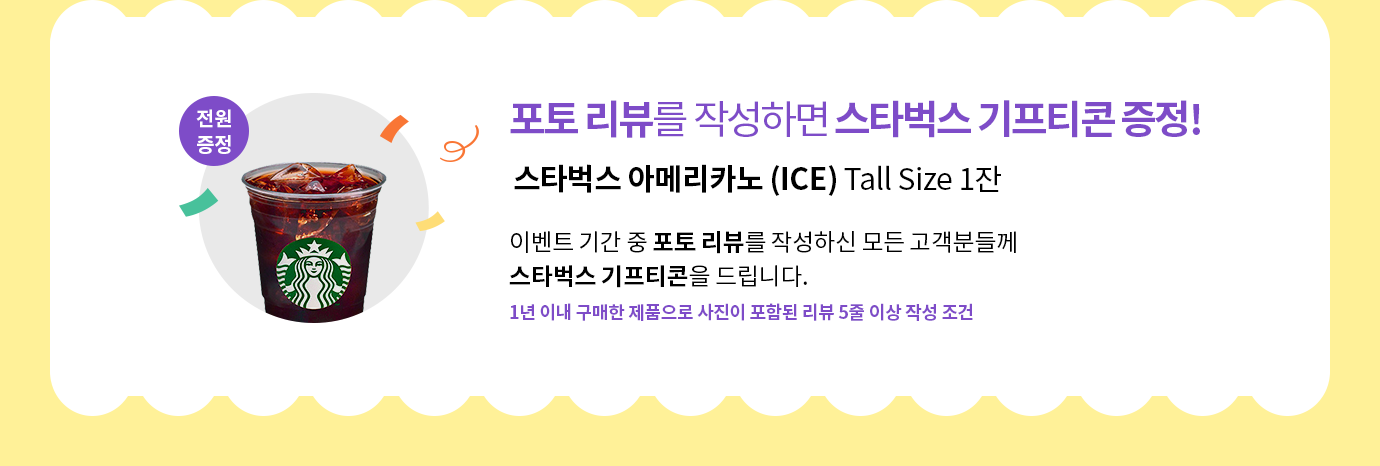 전원
증정
포토 리뷰를 작성하면 스타벅스 기프티콘 증정!
스타벅스 아메리카노 (ICE) Tall Size 1잔
이벤트 기간 중 포토 리뷰를 작성하신 모든 고객분들께
스타벅스 기프티콘을 드립니다.
1년 이내 구매한 제품으로 사진이 포함된 리뷰 5줄 이상 작성 조건